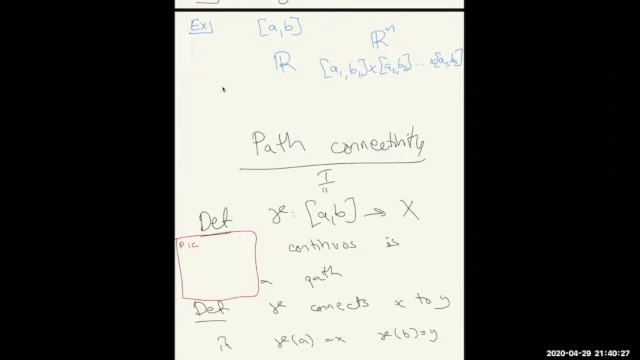 Ex [a,b] ℝⁿ
ℝ [a₁,b₁]×[a₂,b₂]...×[aₙ,bₙ]
Path connectivity
I
=
Def γ: [a,b] → X
PIC
continuos is
a path
Def γ connects x to y
if γ(a) = x γ(b) = y
2020-04-29 21:40:27